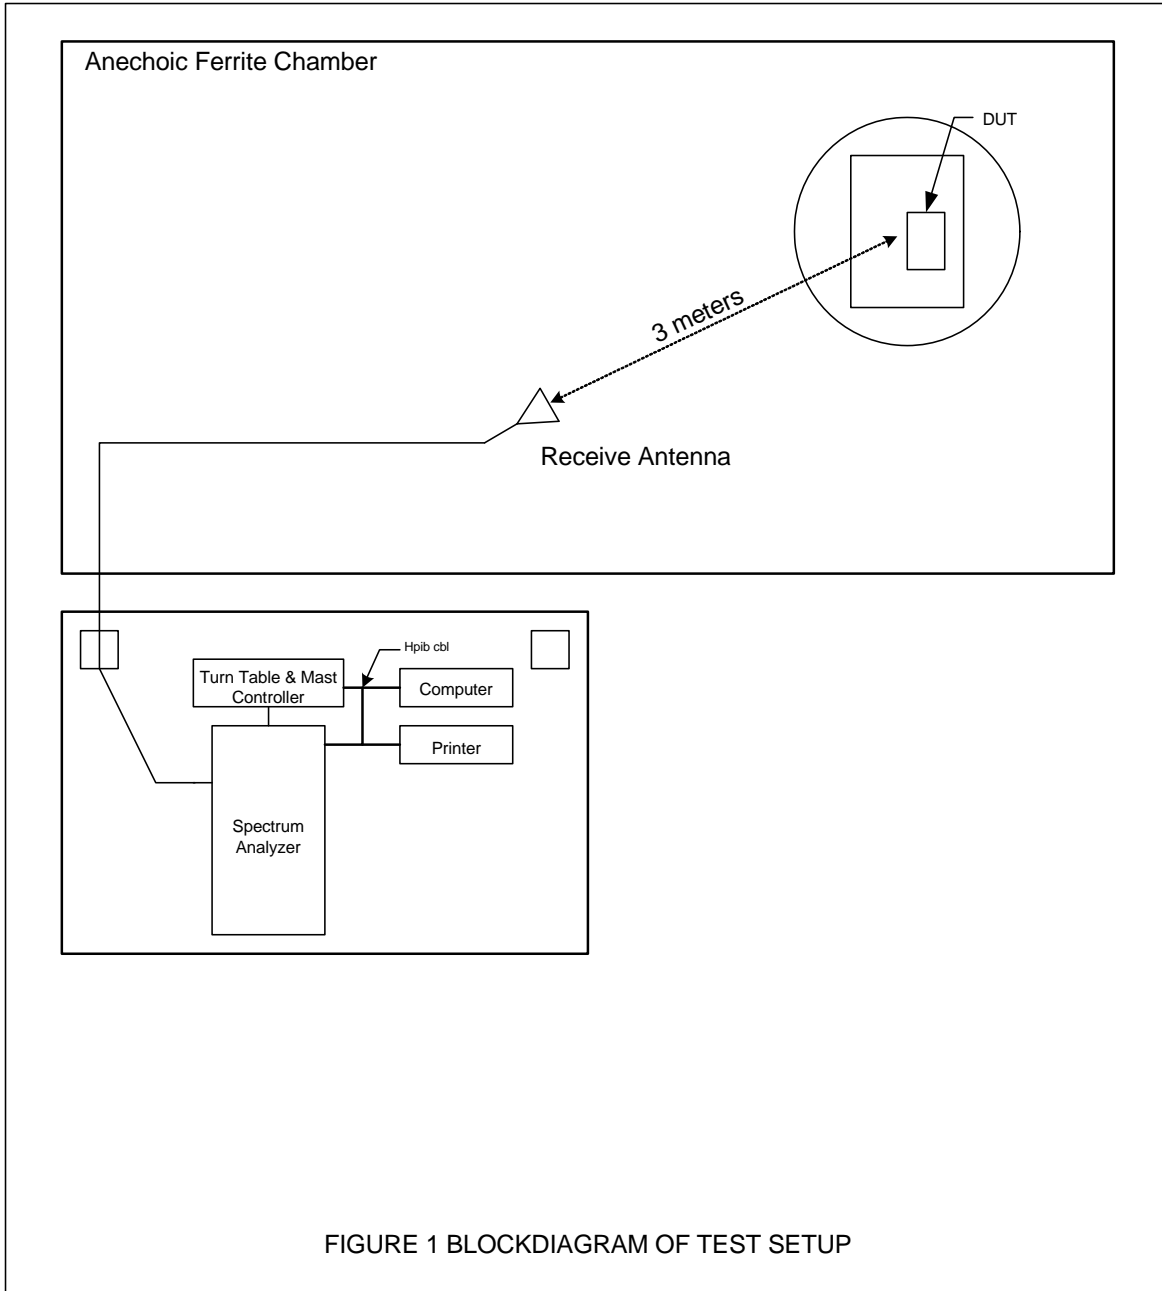 Anechoic Ferrite Chamber
DUT
3 meters
Receive Antenna
Hpib cbl
Turn Table & Mast
Controller
Computer
Printer
Spectrum
Analyzer
FIGURE 1 BLOCKDIAGRAM OF TEST SETUP